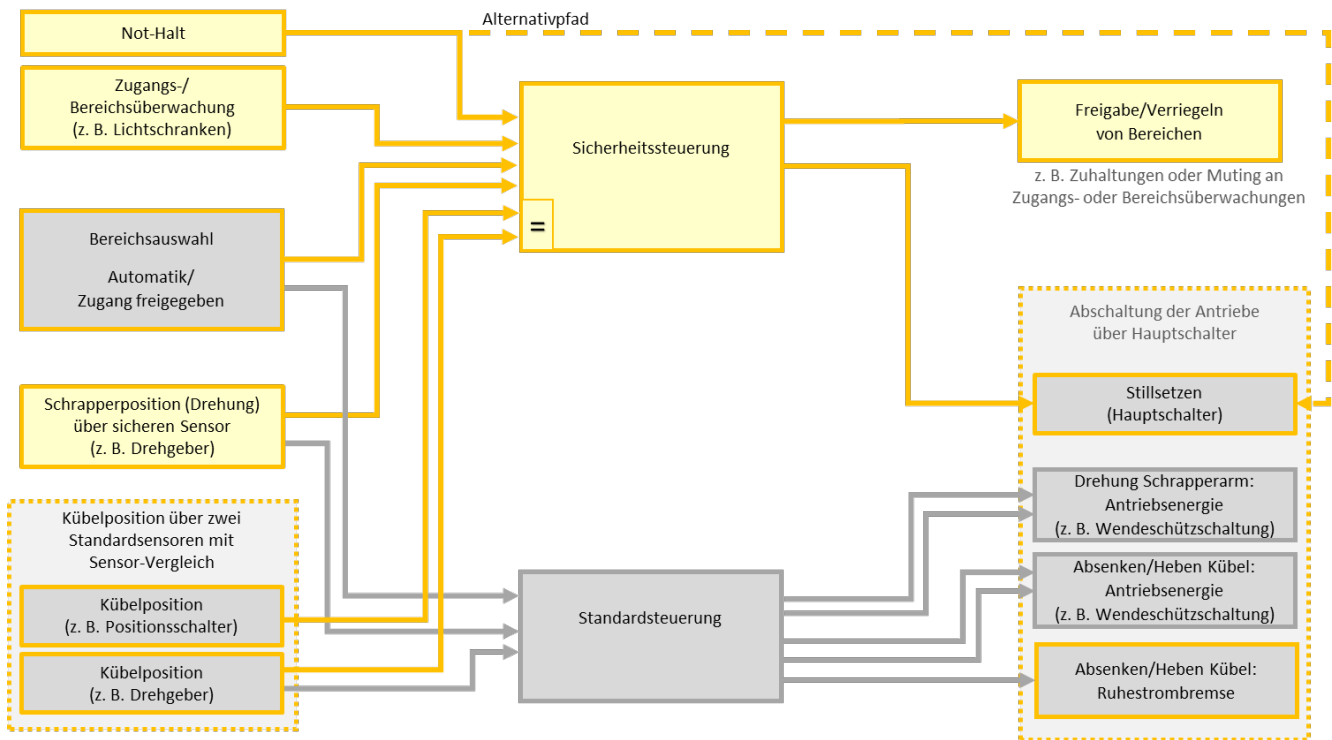 Alternativpfad
Not-Halt
Zugangs-/
Bereichsüberwachung
(z. B. Lichtschranken)
Bereichsauswahl
Automatik/
Zugang freigegeben
Schrapperposition (Drehung)
über sicheren Sensor
(z. B. Drehgeber)
Kübelposition über zwei
Standardsensoren mit
Sensor-Vergleich
Kübelposition
(z. B. Positionsschalter)
Kübelposition
(z. B. Drehgeber)
Sicherheitssteuerung
=
Standardsteuerung
Freigabe/Verriegeln
von Bereichen
z. B. Zuhaltungen oder Muting an
Zugangs- oder Bereichsüberwachungen
Abschaltung der Antriebe
über Hauptschalter
Stillsetzen
(Hauptschalter)
Drehung Schrapperarm:
Antriebsenergie
(z. B. Wendeschützschaltung)
Absenken/Heben Kübel:
Antriebsenergie
(z. B. Wendeschützschaltung)
Absenken/Heben Kübel:
Ruhestrombremse